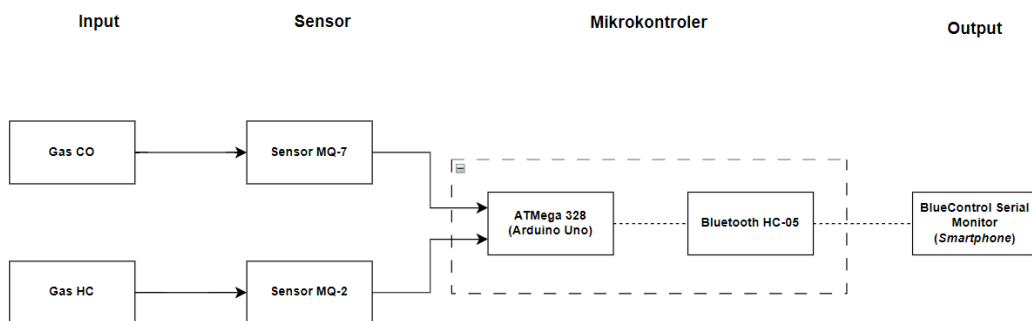 Input
Sensor
Mikrokontroler
Output
Gas CO
Sensor MQ-7
ATMega 328
(Arduino Uno)
Bluetooth HC-05
BlueControl Serial
Monitor
(Smartphone)
Gas HC
Sensor MQ-2